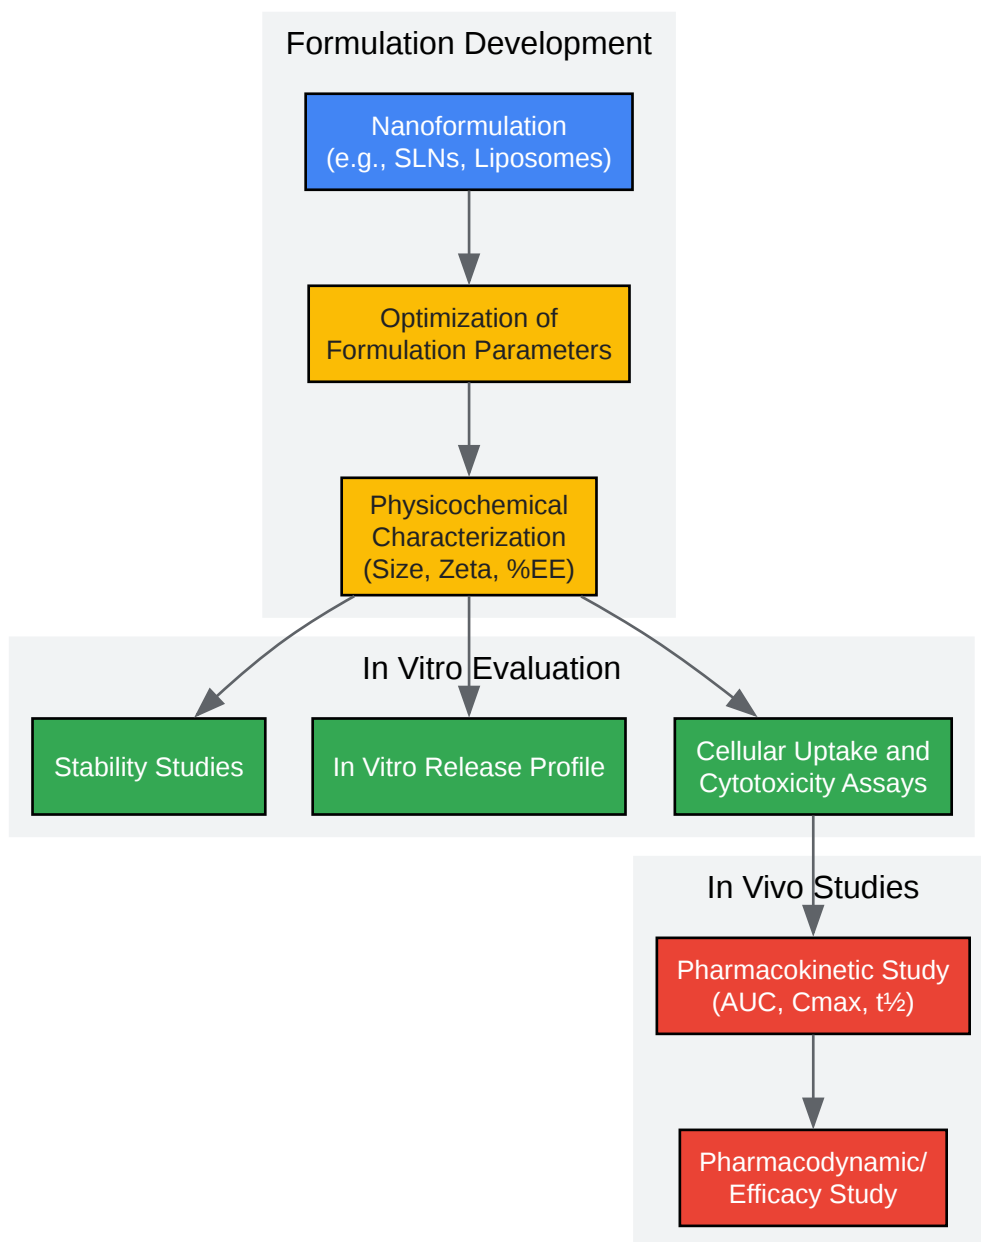 Formulation Development
Nanoformulation
(e.g., SLNs, Liposomes)
Optimization of
Formulation Parameters
Physicochemical
Characterization
(Size, Zeta, %EE)
In Vitro Evaluation
Stability Studies
In Vitro Release Profile
Cellular Uptake and
Cytotoxicity Assays
In Vivo Studies
Pharmacokinetic Study
(AUC, Cmax, t½)
Pharmacodynamic/
Efficacy Study